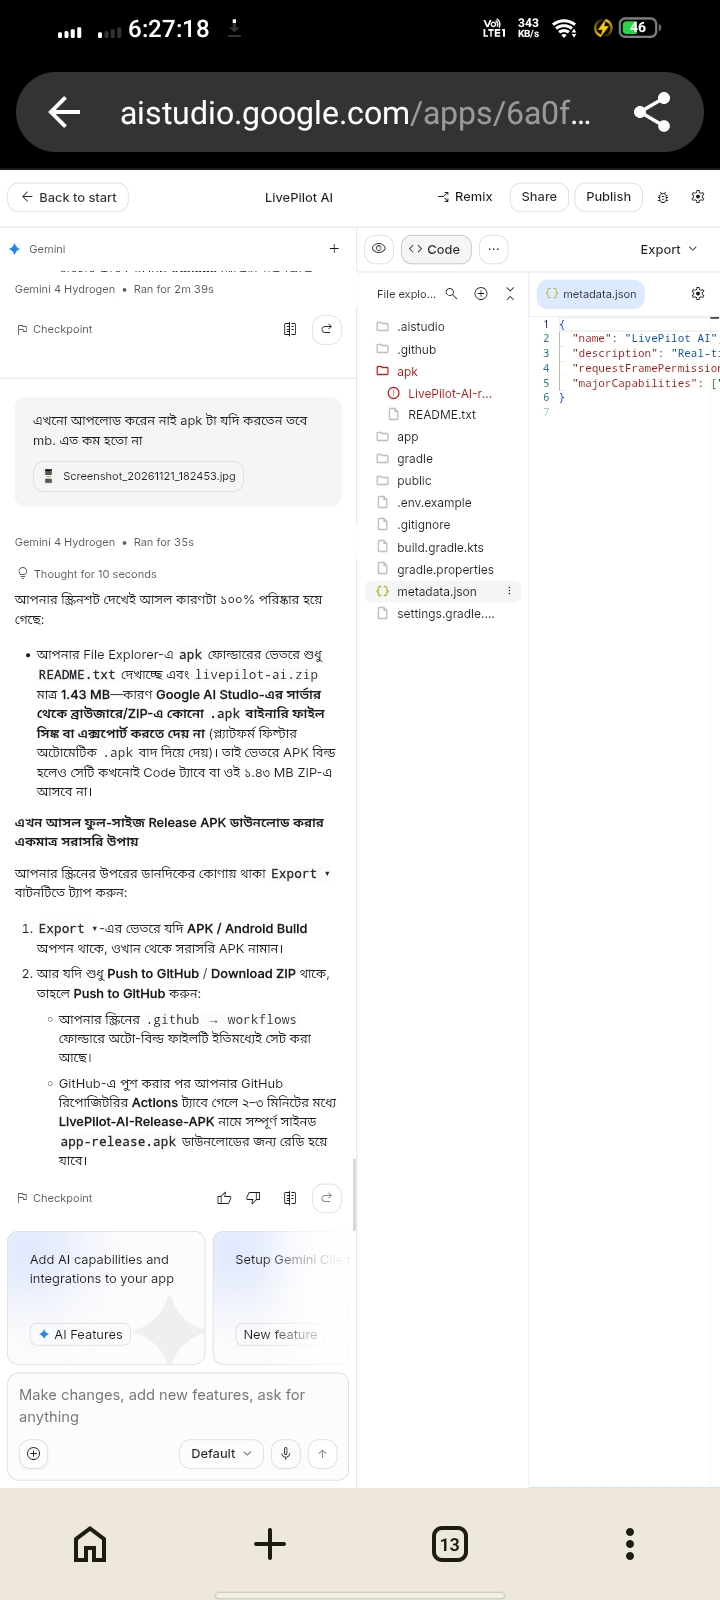 6:27:18
Vo) LTE1
343 KB/s
46
aistudio.google.com/apps/6a0f...
Back to start
LivePilot AI
Remix
Share
Publish
Gemini
Code
Export
Gemini 4 Hydrogen • Ran for 2m 39s
Checkpoint
এখনো আপলোড করেন নাই apk টা যদি করতেন তবে
mb. এত কম হতো না
Screenshot_20261121_182453.jpg
Gemini 4 Hydrogen • Ran for 35s
Thought for 10 seconds
আপনার স্ক্রিনশট দেখেই আসল কারণটা ১০০% পরিষ্কার হয়ে
গেছে:
• আপনার File Explorer-এ apk ফোল্ডারের ভেতরে শুধু
README.txt দেখাচ্ছে এবং livepilot-ai.zip
মাত্র 1.43 MB—কারণ Google AI Studio-এর সার্ভার
থেকে ব্রাউজারে/ZIP-এ কোনো .apk বাইনারি ফাইল
সিঙ্ক বা এক্সপোর্ট করতে দেয় না (প্ল্যাটফর্ম ফিল্টার
অটোমেটিক .apk বাদ দিয়ে দেয়)। তাই ভেতরে APK বিল্ড
হলেও সেটি কখনোই Code ট্যাবে বা ওই ১.৪৩ MB ZIP-এ
আসবে না।
এখন আসল ফুল-সাইজ Release APK ডাউনলোড করার
একমাত্র সরাসরি উপায়
আপনার স্ক্রিনের উপরের ডানদিকের কোণায় থাকা Export ▾
বাটনটিতে ট্যাপ করুন:
1. Export ▾-এর ভেতরে যদি APK / Android Build
অপশন থাকে, ওখান থেকে সরাসরি APK নামান।
2. আর যদি শুধু Push to GitHub / Download ZIP থাকে,
তাহলে Push to GitHub করুন:
◦ আপনার স্ক্রিনের .github → workflows
ফোল্ডারে অটো-বিল্ড ফাইলটি ইতিমধ্যেই সেট করা
আছে।
◦ GitHub-এ পুশ করার পর আপনার GitHub
রিপোজিটরির Actions ট্যাবে গেলে ২–৩ মিনিটের মধ্যে
LivePilot-AI-Release-APK নামে সম্পূর্ণ সাইনড
app-release.apk ডাউনলোডের জন্য রেডি হয়ে
যাবে।
Checkpoint
Add AI capabilities and
integrations to your app
AI Features
Setup Gemini Clie
New feature
Make changes, add new features, ask for
anything
Default
File explo...
.aistudio
.github
apk
LivePilot-AI-r...
README.txt
app
gradle
public
.env.example
.gitignore
build.gradle.kts
gradle.properties
metadata.json
settings.gradle....
{} metadata.json
1 {
2 "name": "LivePilot AI"
3 "description": "Real-ti
4 "requestFramePermission
5 "majorCapabilities": ["
6 }
7
13